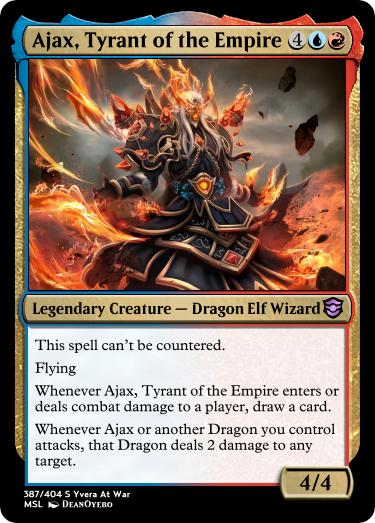 Ajax, Tyrant of the Empire 4
Legendary Creature — Dragon Elf Wizard
This spell can't be countered.
Flying
Whenever Ajax, Tyrant of the Empire enters or
deals combat damage to a player, draw a card.
Whenever Ajax or another Dragon you control
attacks, that Dragon deals 2 damage to any
target.
4/4
387/404 S Yvera At War
MSL DeanOyebo